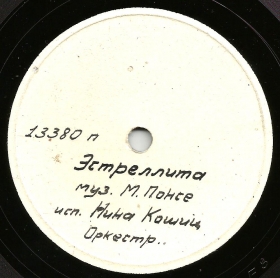 13380 п
Эстреллита
муз. М. Понсе
исп. Нина Кошиц
Оркестр..